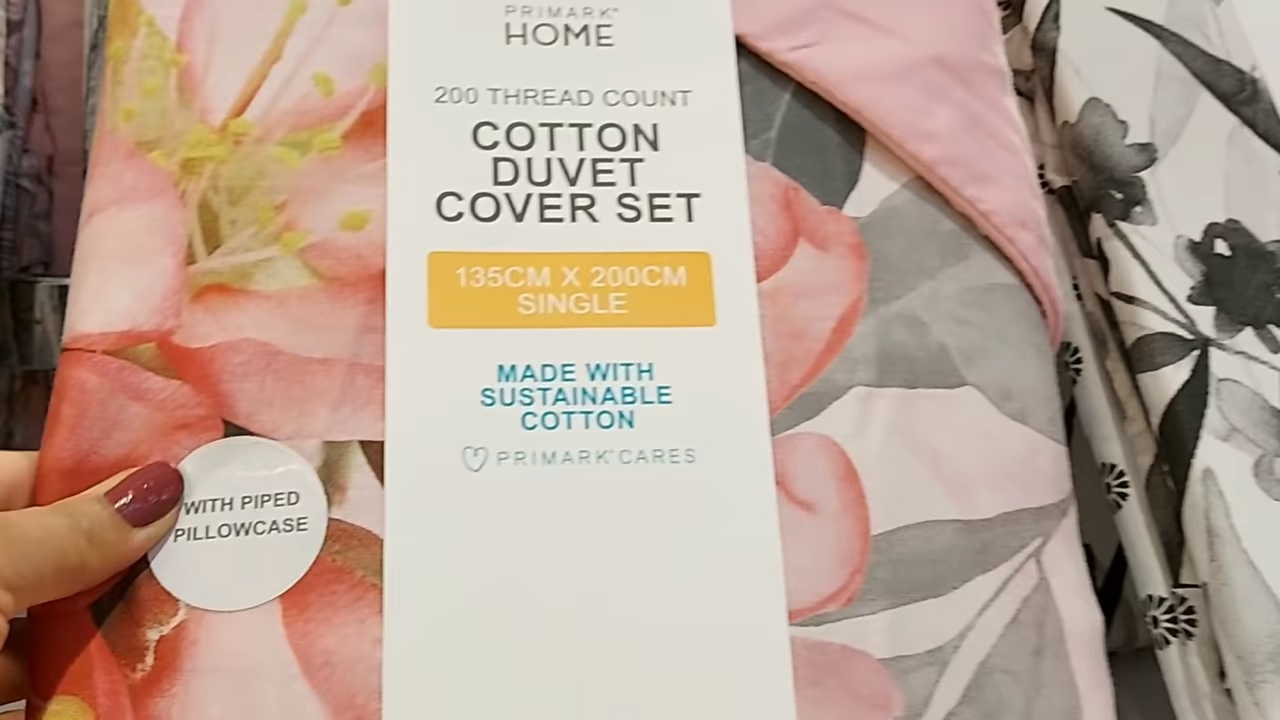 PRIMARK®
HOME
200 THREAD COUNT
COTTON
DUVET
COVER SET
135CM X 200CM
SINGLE
MADE WITH
SUSTAINABLE
COTTON
PRIMARK® CARES
WITH PIPED
PILLOWCASE